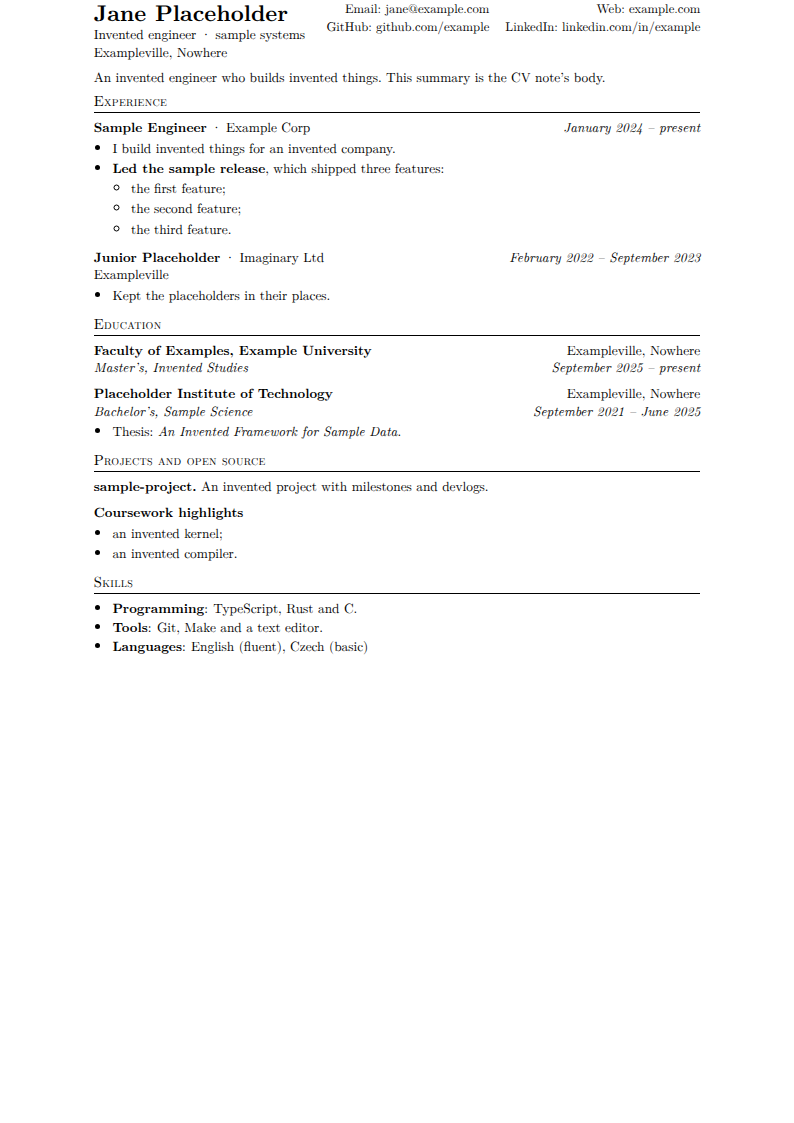 Jane Placeholder
Invented engineer · sample systems
Exampleville, Nowhere
Email: jane@example.com
Web: example.com
GitHub: github.com/example
LinkedIn: linkedin.com/in/example
An invented engineer who builds invented things. This summary is the CV note's body.
Experience
Sample Engineer · Example Corp
January 2024 – present
• I build invented things for an invented company.
• Led the sample release, which shipped three features:
◦ the first feature;
◦ the second feature;
◦ the third feature.
Junior Placeholder · Imaginary Ltd
February 2022 – September 2023
Exampleville
• Kept the placeholders in their places.
Education
Faculty of Examples, Example University
Exampleville, Nowhere
Master's, Invented Studies
September 2025 – present
Placeholder Institute of Technology
Exampleville, Nowhere
Bachelor's, Sample Science
September 2021 – June 2025
• Thesis: An Invented Framework for Sample Data.
Projects and open source
sample-project. An invented project with milestones and devlogs.
Coursework highlights
• an invented kernel;
• an invented compiler.
Skills
• Programming: TypeScript, Rust and C.
• Tools: Git, Make and a text editor.
• Languages: English (fluent), Czech (basic)